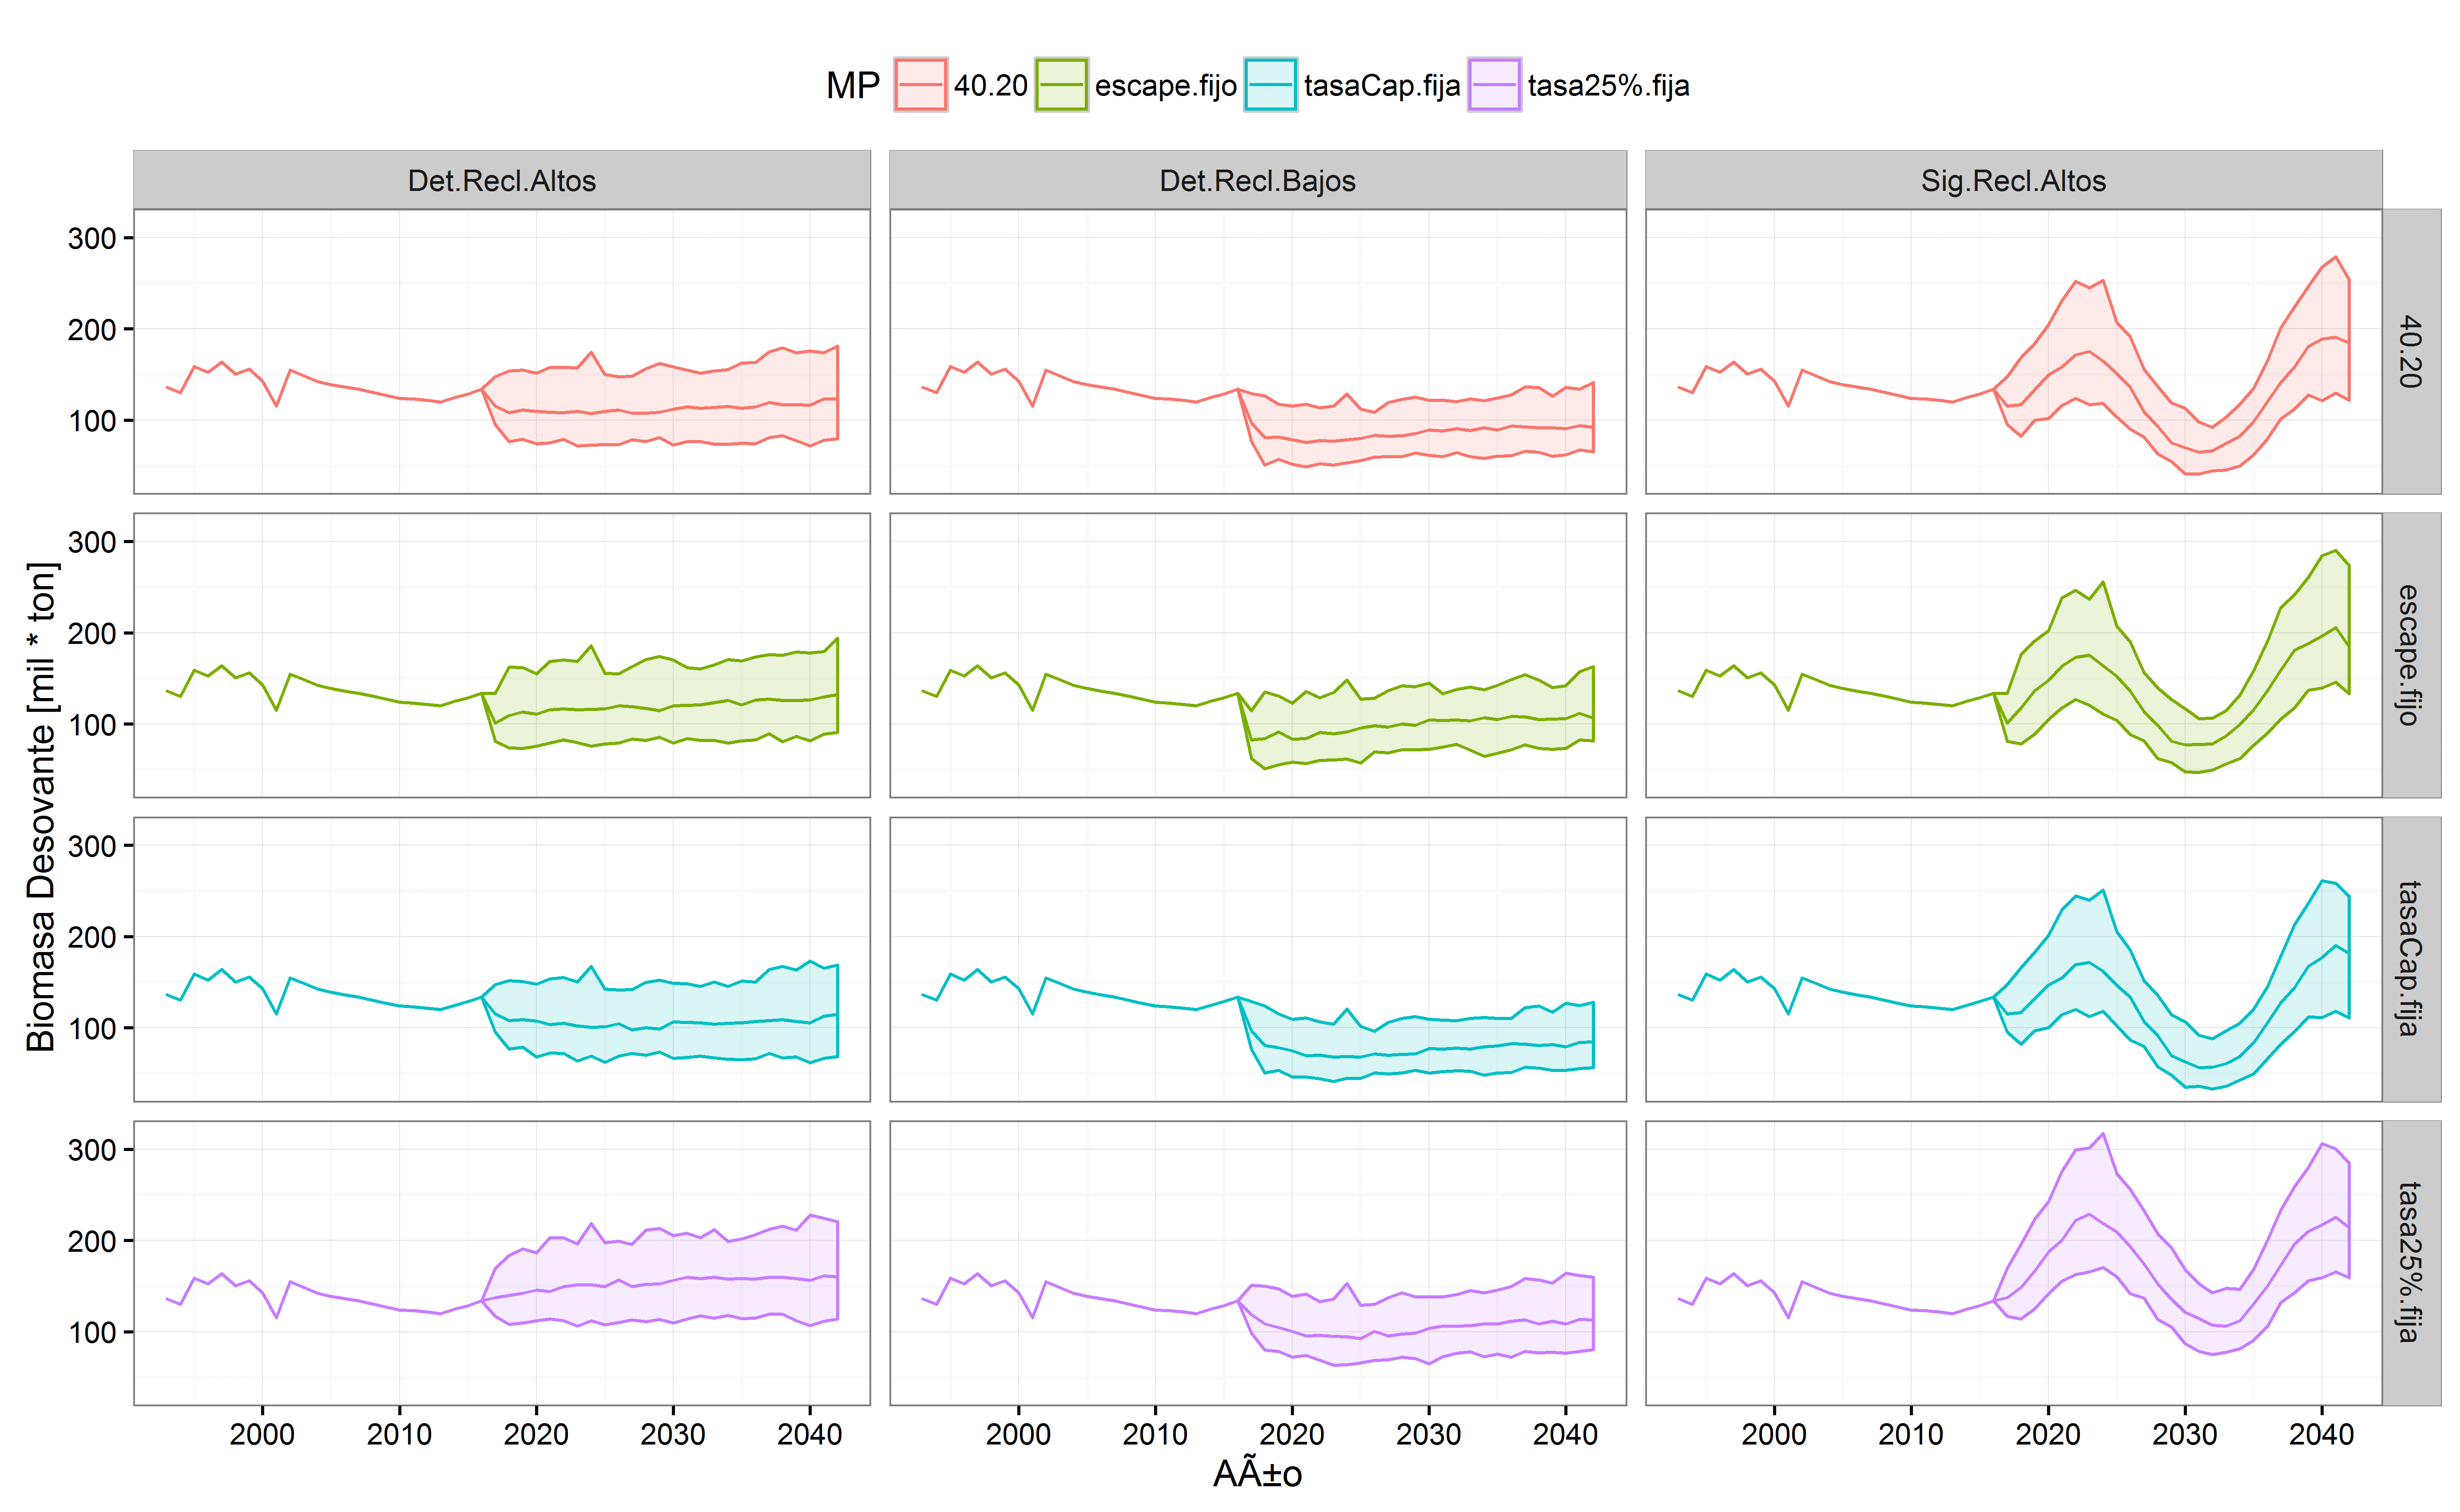 MP 40.20 escape.fijo tasaCap.fija tasa25%.fija
Det.Recl.Altos Det.Recl.Bajos Sig.Recl.Altos
300
200
100
40.20
300
200
100
escape.fijo
300
200
100
tasaCap.fija
300
200
100
tasa25%.fija
Biomasa Desovante [mil * ton]
2000 2010 2020 2030 2040 2000 2010 2020 2030 2040 2000 2010 2020 2030 2040
AÃ±o